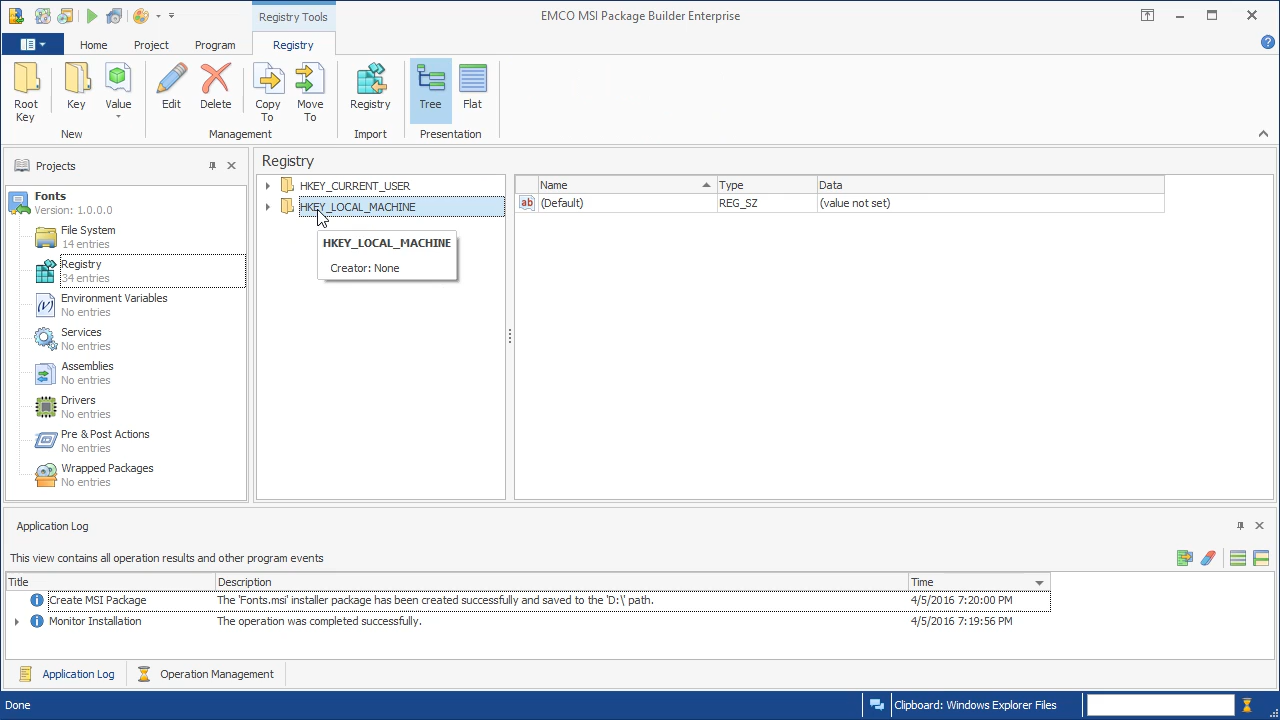 Registry Tools
EMCO MSI Package Builder Enterprise
Home Project Program Registry
Root Key
Key
Value
New
Edit
Delete
Copy To
Move To
Management
Registry
Import
Tree
Flat
Presentation
Projects
Fonts
Version: 1.0.0.0
File System
14 entries
Registry
34 entries
Environment Variables
No entries
Services
No entries
Assemblies
No entries
Drivers
No entries
Pre & Post Actions
No entries
Wrapped Packages
No entries
Registry
HKEY_CURRENT_USER
HKEY_LOCAL_MACHINE
HKEY_LOCAL_MACHINE
Creator: None
Name Type Data
ab (Default) REG_SZ (value not set)
Application Log
This view contains all operation results and other program events
Title Description Time
Create MSI Package The 'Fonts.msi' installer package has been created successfully and saved to the 'D:\' path. 4/5/2016 7:20:00 PM
Monitor Installation The operation was completed successfully. 4/5/2016 7:19:56 PM
Application Log Operation Management
Done Clipboard: Windows Explorer Files